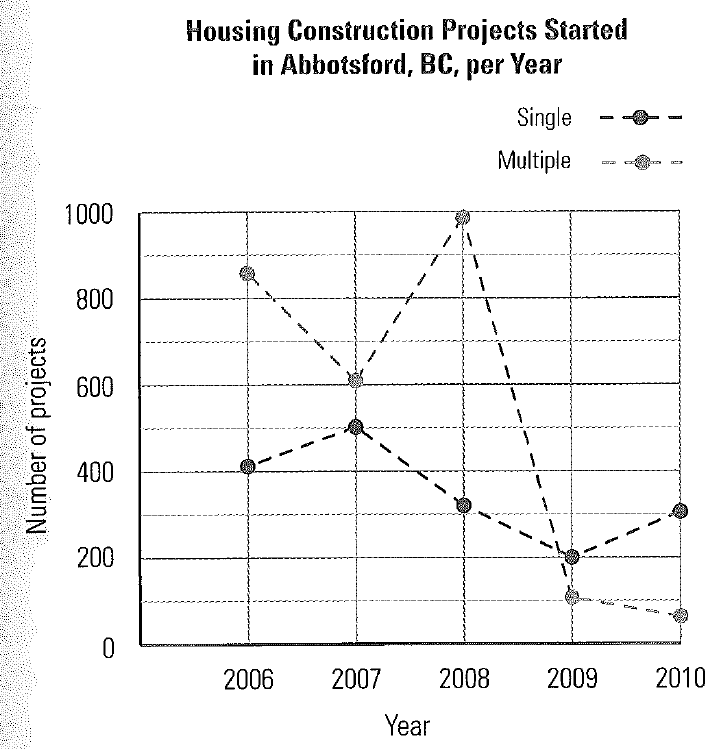 Housing Construction Projects Started
in Abbotsford, BC, per Year
Single
Multiple
1000
800
600
400
200
0
Number of projects
2006 2007 2008 2009 2010
Year